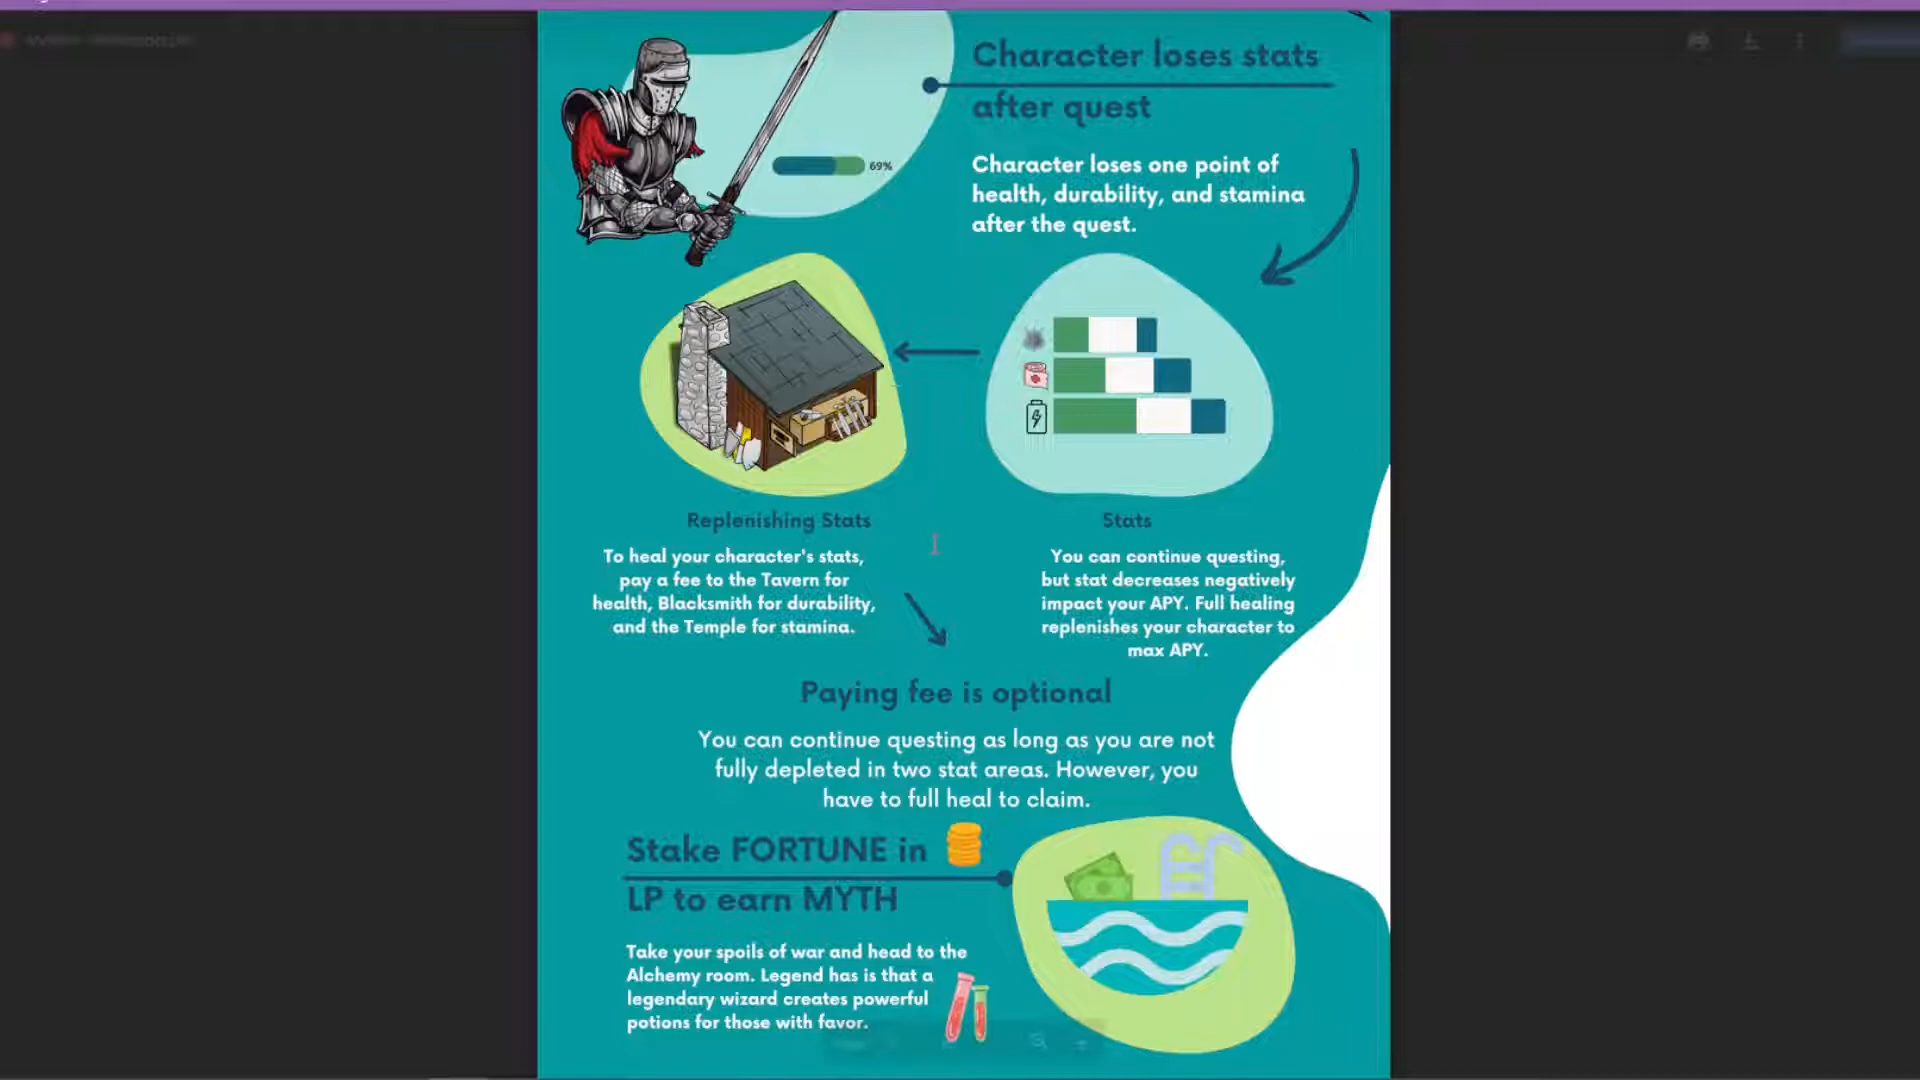 Character loses stats
after quest
Character loses one point of
health, durability, and stamina
after the quest.
69%
Replenishing Stats
To heal your character's stats,
pay a fee to the Tavern for
health, Blacksmith for durability,
and the Temple for stamina.
Stats
You can continue questing,
but stat decreases negatively
impact your APY. Full healing
replenishes your character to
max APY.
Paying fee is optional
You can continue questing as long as you are not
fully depleted in two stat areas. However, you
have to full heal to claim.
Stake FORTUNE in
LP to earn MYTH
Take your spoils of war and head to the
Alchemy room. Legend has is that a
legendary wizard creates powerful
potions for those with favor.